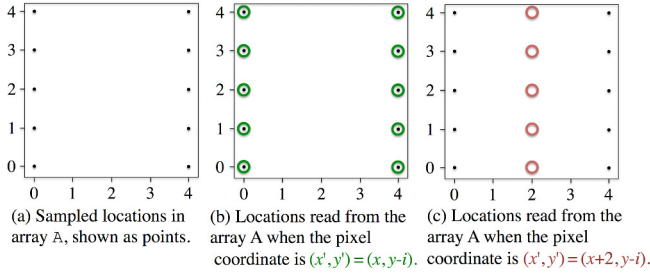 4
3
2
1
0
0 1 2 3 4
(a) Sampled locations in
array A, shown as points.
4
3
2
1
0
0 1 2 3 4
(b) Locations read from the
array A when the pixel
coordinate is (x',y')=(x,y-i).
4
3
2
1
0
0 1 2 3 4
(c) Locations read from the
array A when the pixel
coordinate is (x',y')=(x+2,y-i).